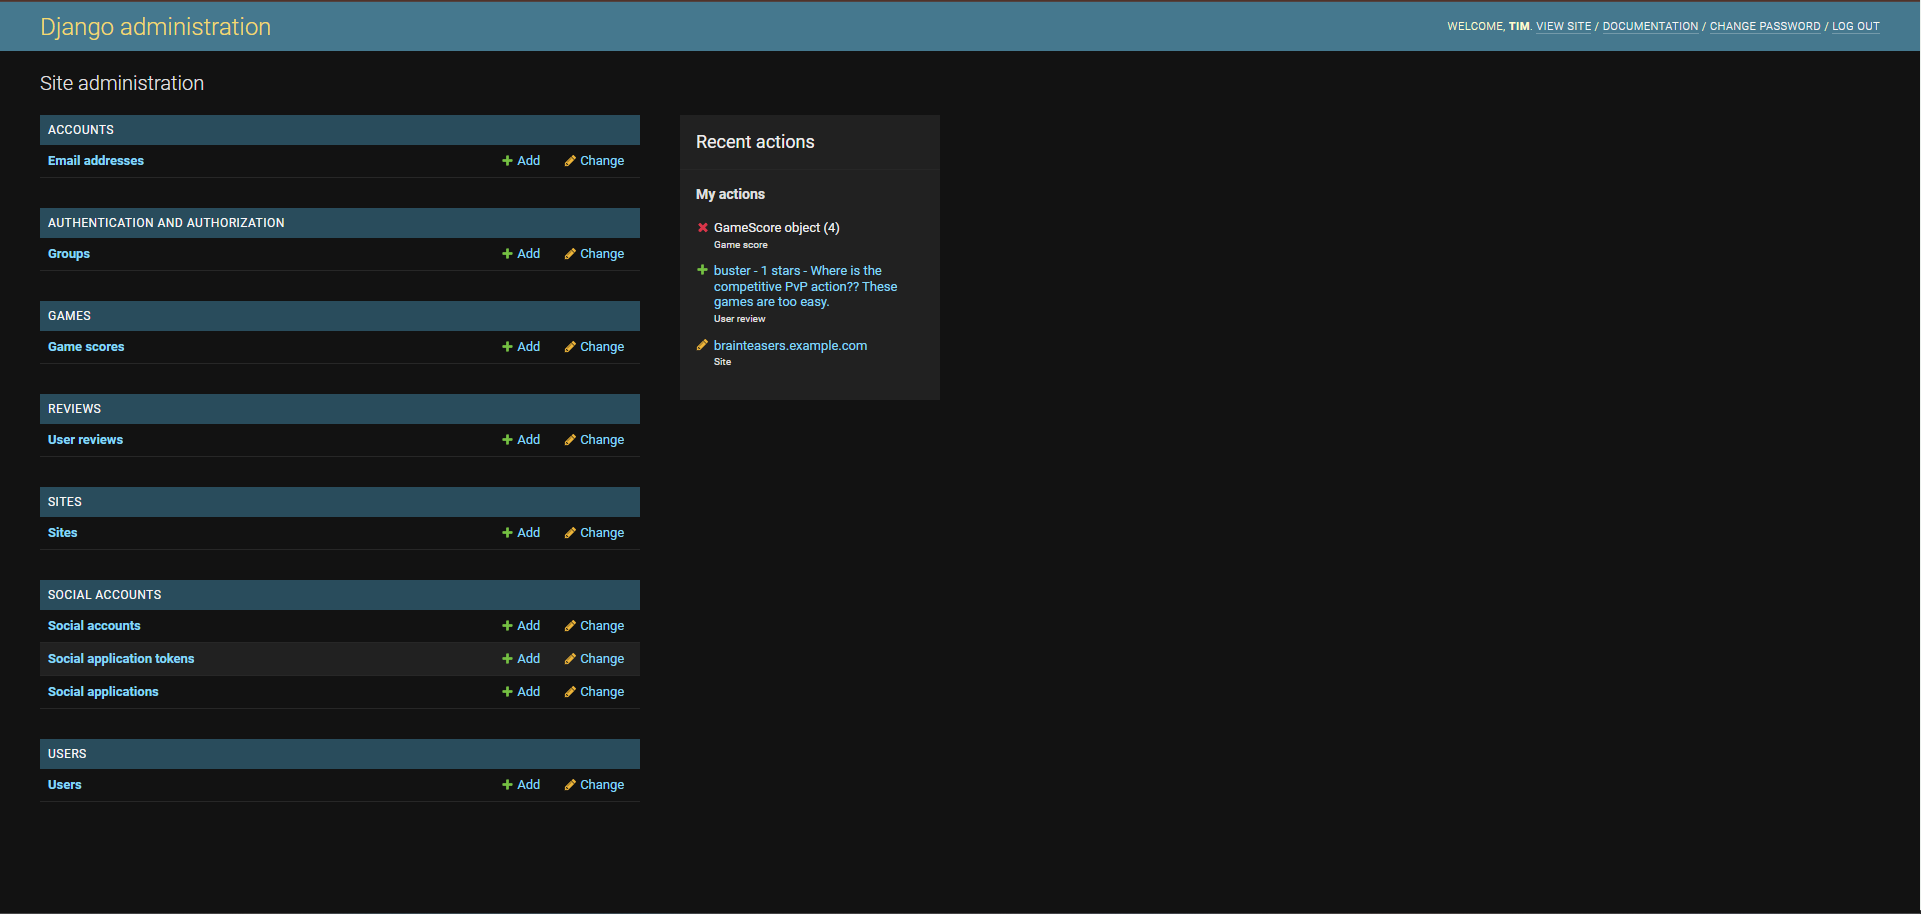 Django administration
WELCOME, TIM. VIEW SITE / DOCUMENTATION / CHANGE PASSWORD / LOG OUT
Site administration
ACCOUNTS
Email addresses Add Change
AUTHENTICATION AND AUTHORIZATION
Groups Add Change
GAMES
Game scores Add Change
REVIEWS
User reviews Add Change
SITES
Sites Add Change
SOCIAL ACCOUNTS
Social accounts Add Change
Social application tokens Add Change
Social applications Add Change
USERS
Users Add Change
Recent actions
My actions
GameScore object (4)
Game score
buster - 1 stars - Where is the
competitive PvP action?? These
games are too easy.
User review
brainteasers.example.com
Site